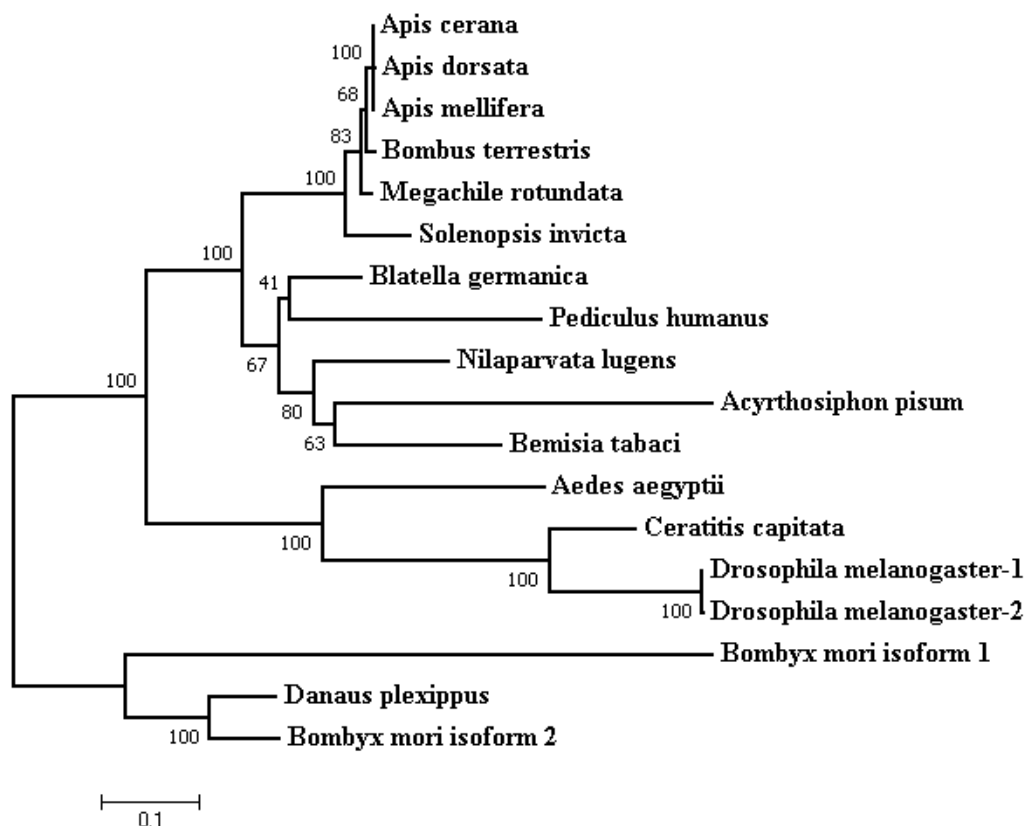 Apis cerana
100
Apis dorsata
68
Apis mellifera
83
Bombus terrestris
100
Megachile rotundata
Solenopsis invicta
100
Blatella germanica
41
Pediculus humanus
67
Nilaparvata lugens
100
Acyrthosiphon pisum
80
63
Bemisia tabaci
Aedes aegyptii
100
Ceratitis capitata
100
Drosophila melanogaster-1
100
Drosophila melanogaster-2
Bombyx mori isoform 1
Danaus plexippus
100
Bombyx mori isoform 2
0.1